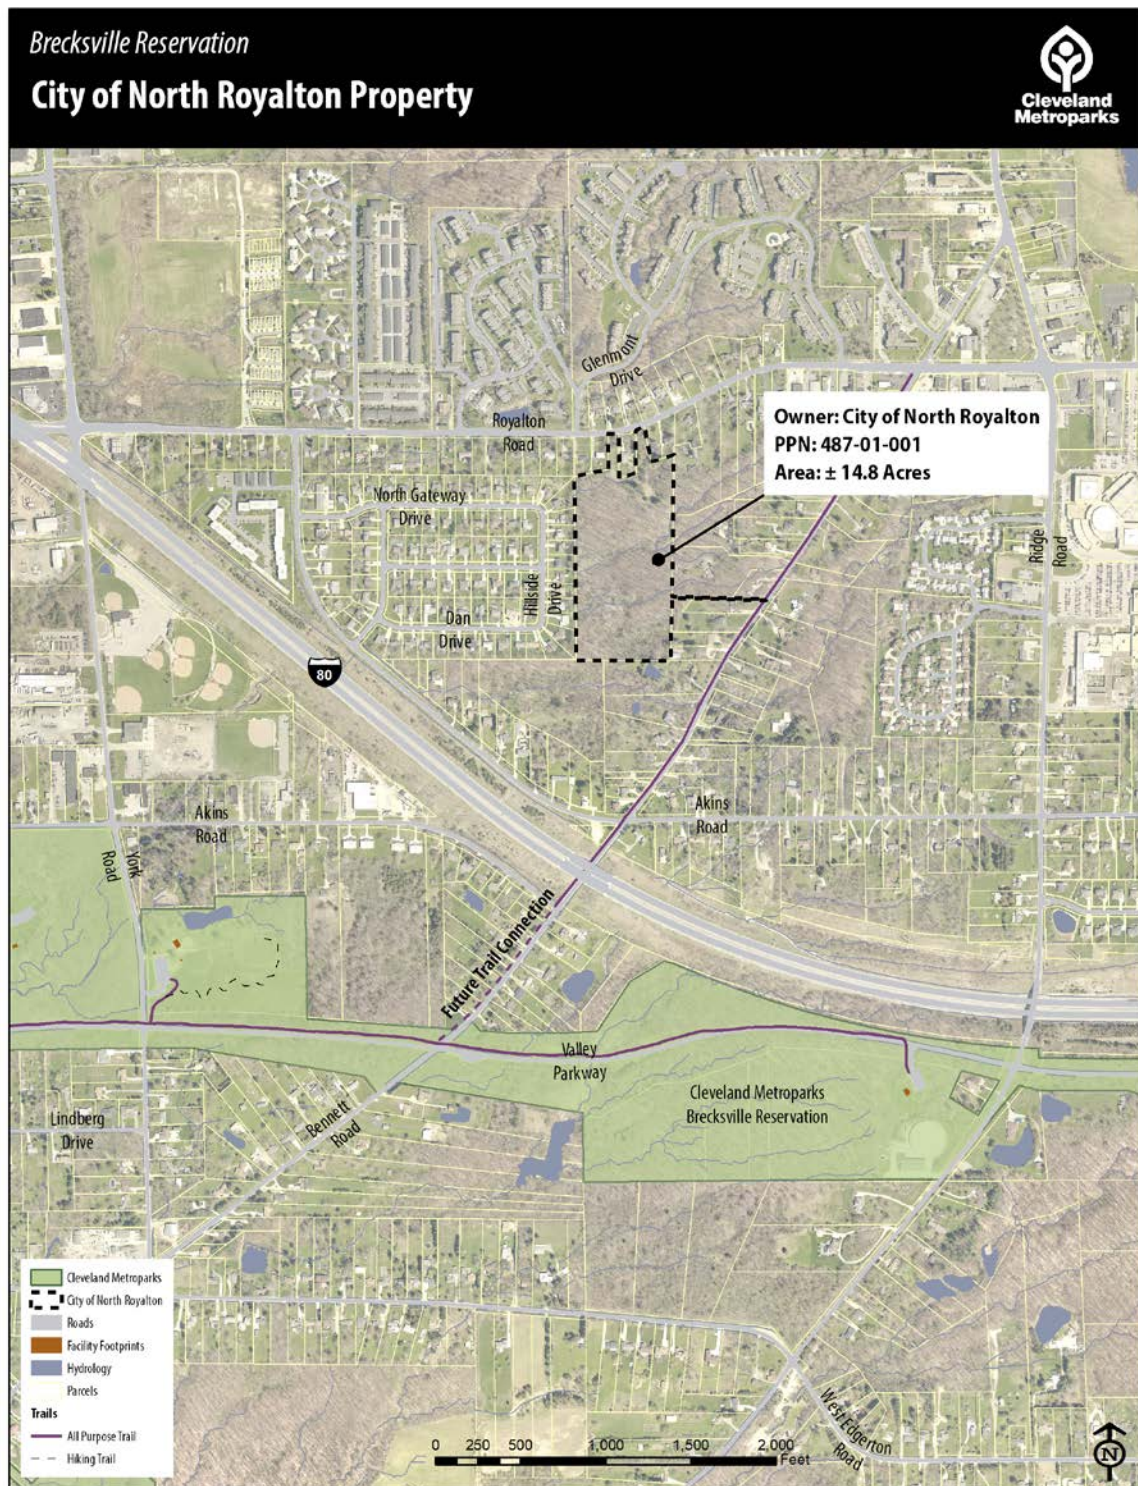 Brecksville Reservation
City of North Royalton Property
Cleveland
Metroparks
Glenmont
Drive
Royalton
Road
Owner: City of North Royalton
PPN: 487-01-001
Area: ± 14.8 Acres
North Gateway
Drive
Hillside
Drive
Ridge
Road
Dan
Drive
80
Akins
Road
Akins
Road
York
Road
Future Trail Connection
Valley
Parkway
Cleveland Metroparks
Brecksville Reservation
Lindberg
Drive
Bennett
Road
West Edgerton
Road
Cleveland Metroparks
City of North Royalton
Roads
Facility Footprints
Hydrology
Parcels
Trails
All Purpose Trail
Hiking Trail
0 250 500 1,000 1,500 2,000
Feet
N